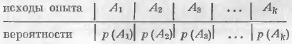 исходы опыта | A₁ | A₂ | A₃ | ... | Aₖ
вероятности | p (A₁)| p (A₂)| p (A₃)| ... | p (Aₖ)